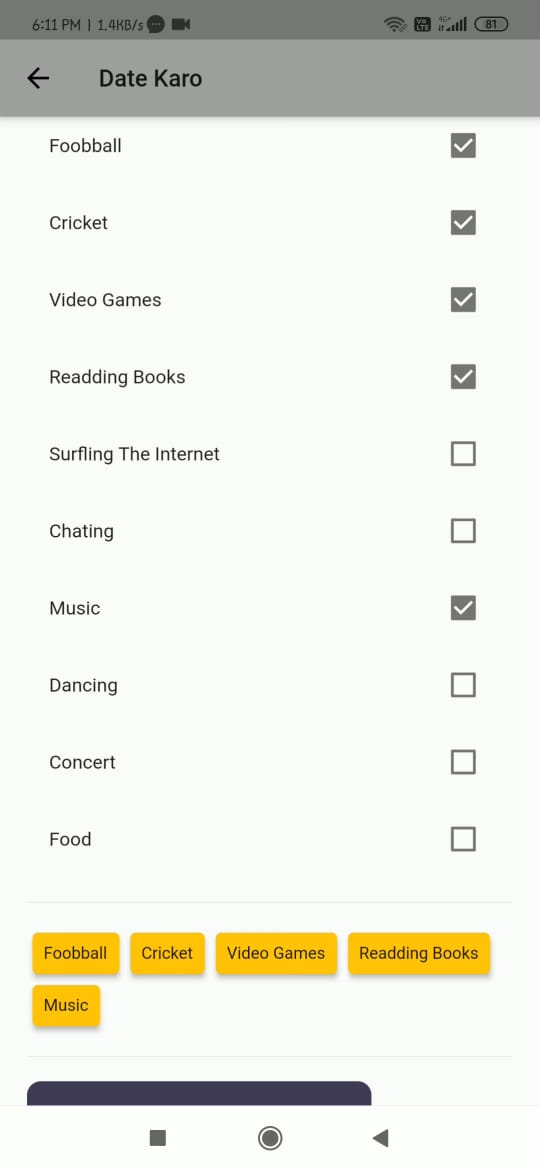 6:11 PM | 1.4KB/s Vo LTE 4G+ 81
Date Karo
Foobball
Cricket
Video Games
Readding Books
Surfling The Internet
Chating
Music
Dancing
Concert
Food
Foobball Cricket Video Games Readding Books
Music